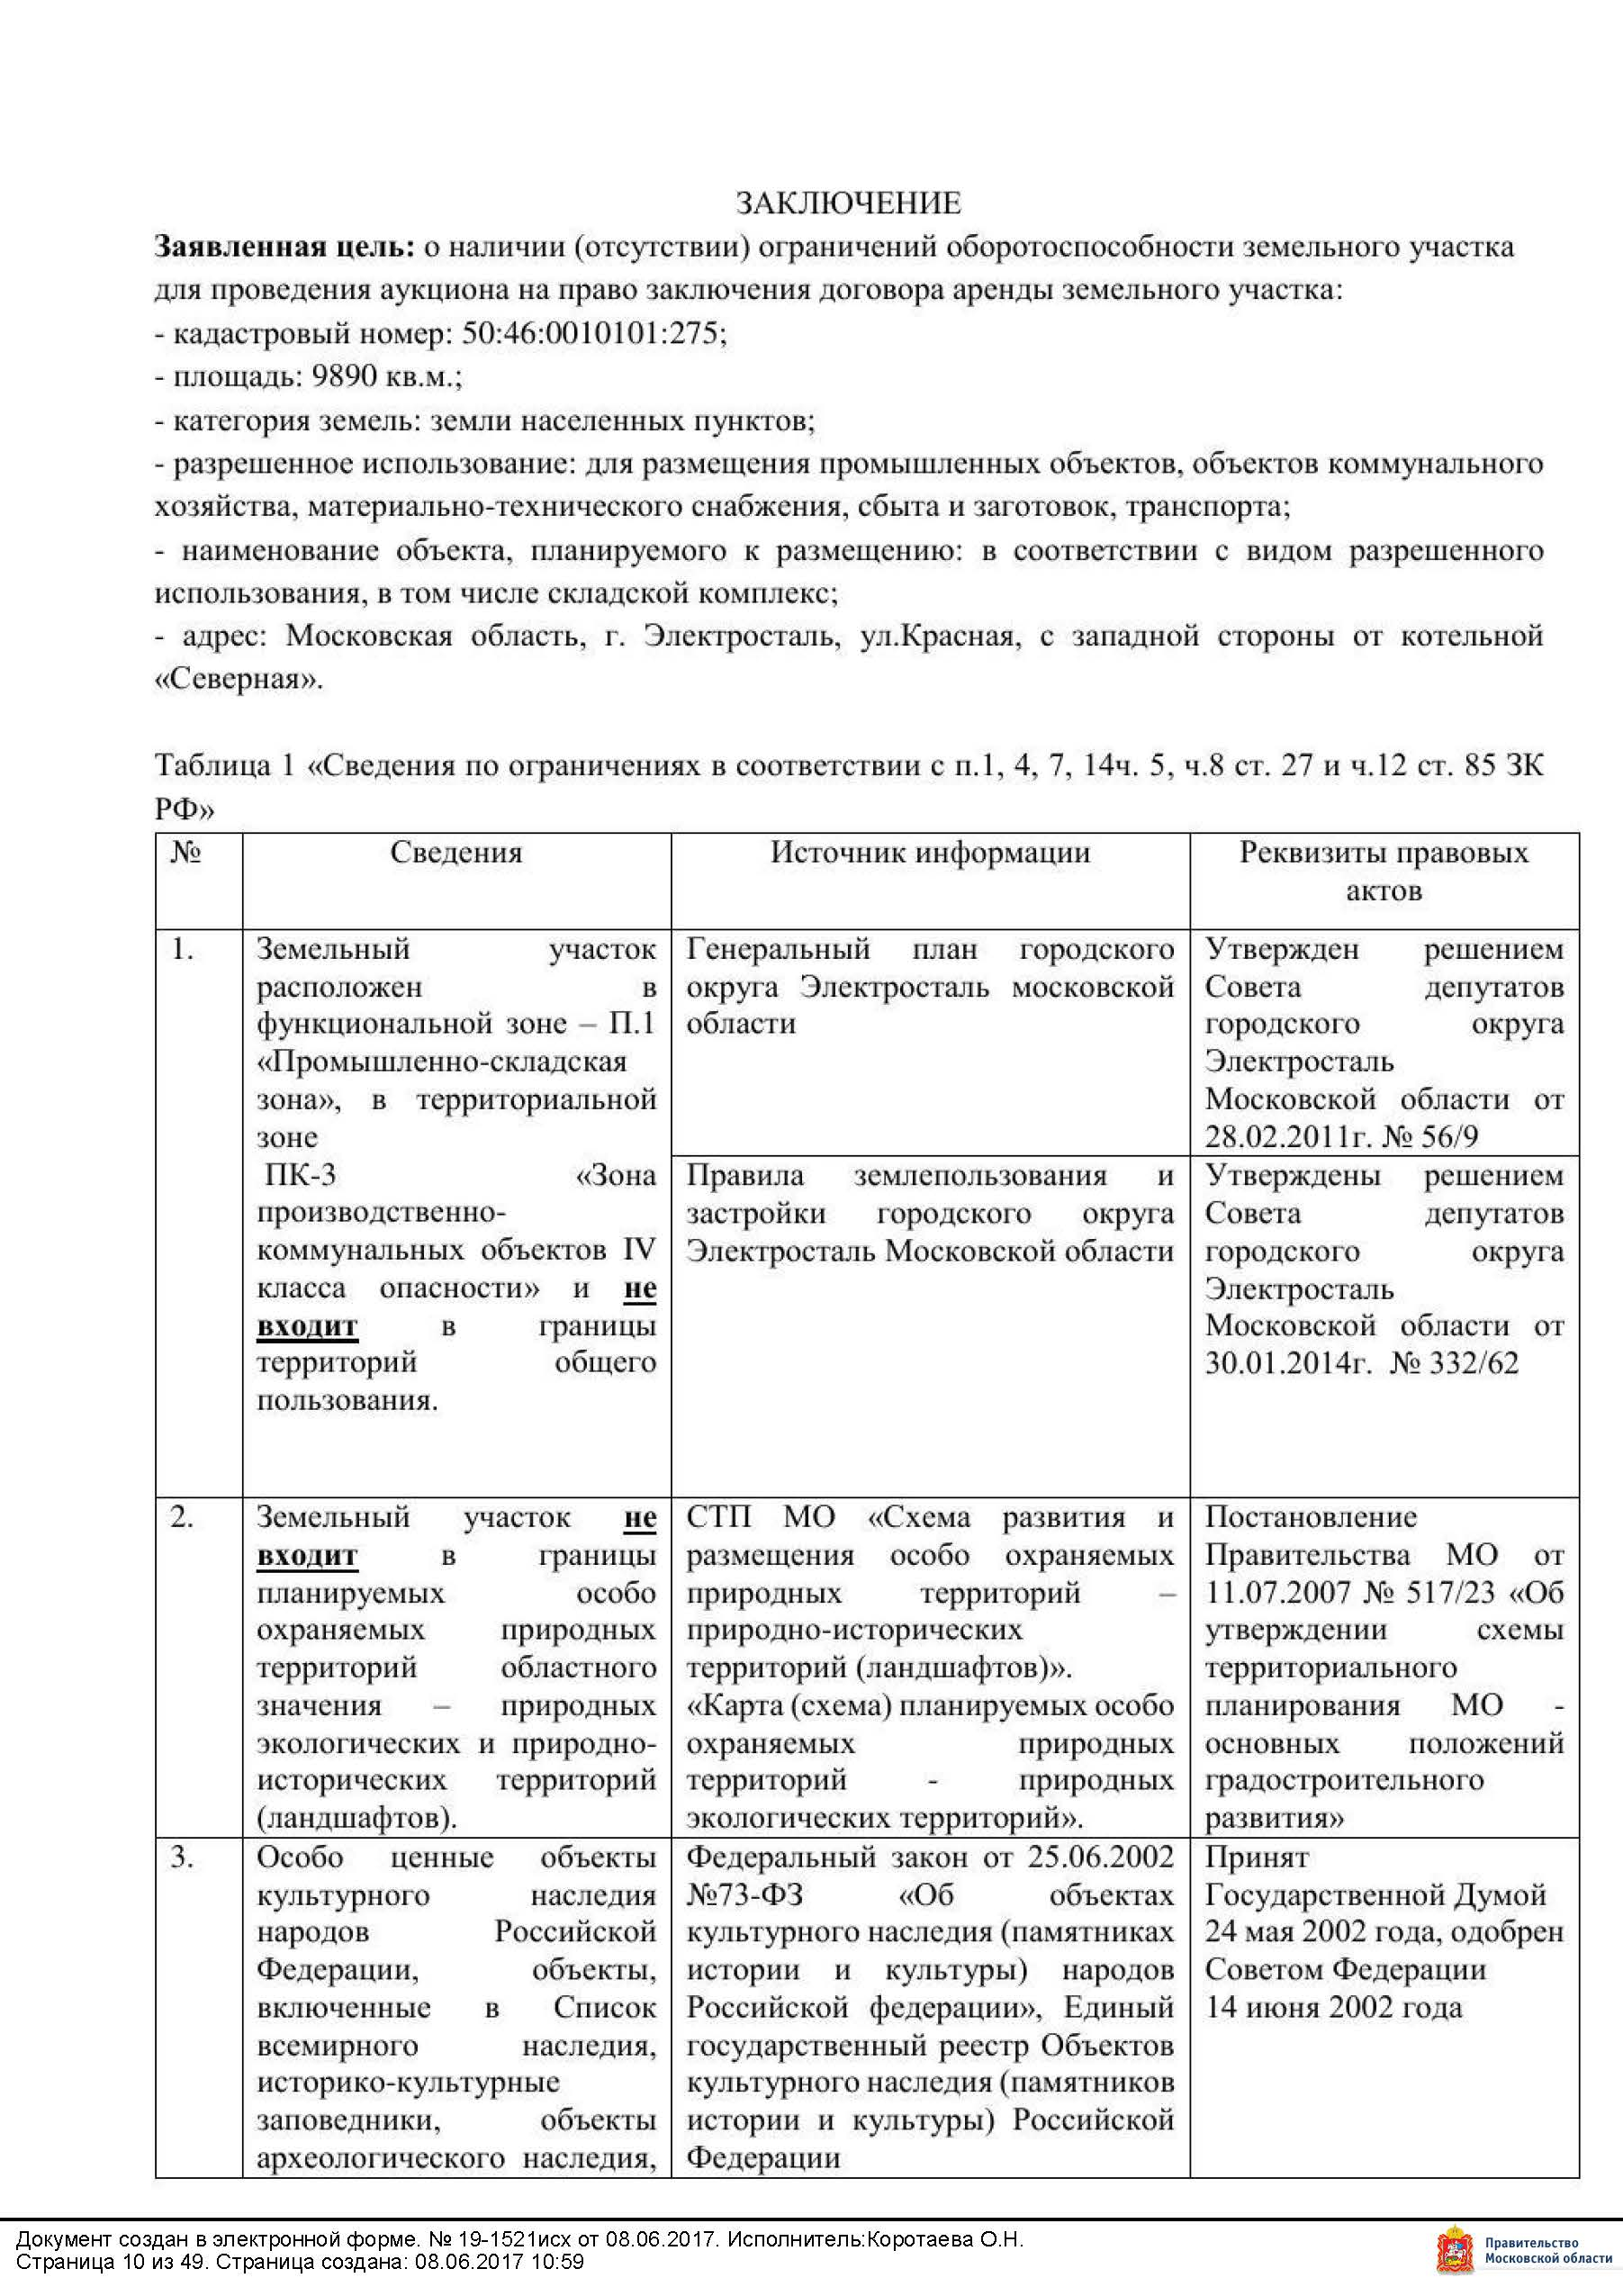 ЗАКЛЮЧЕНИЕ
Заявленная цель: о наличии (отсутствии) ограничений оборотоспособности земельного участка
для проведения аукциона на право заключения договора аренды земельного участка:
- кадастровый номер: 50:46:0010101:275;
- площадь: 9890 кв.м.;
- категория земель: земли населенных пунктов;
- разрешенное использование: для размещения промышленных объектов, объектов коммунального
хозяйства, материально-технического снабжения, сбыта и заготовок, транспорта;
- наименование объекта, планируемого к размещению: в соответствии с видом разрешенного
использования, в том числе складской комплекс;
- адрес: Московская область, г. Электросталь, ул.Красная, с западной стороны от котельной
«Северная».
Таблица 1 «Сведения по ограничениях в соответствии с п.1, 4, 7, 14ч. 5, ч.8 ст. 27 и ч.12 ст. 85 ЗК
РФ»
№
Сведения
Источник информации
Реквизиты правовых
актов
1.
Земельный участок
расположен в
функциональной зоне – П.1
«Промышленно-складская
зона», в территориальной
зоне
ПК-3 «Зона
производственно-
коммунальных объектов IV
класса опасности» и не
входит в границы
территорий общего
пользования.
Генеральный план городского
округа Электросталь московской
области
Утвержден решением
Совета депутатов
городского округа
Электросталь
Московской области от
28.02.2011г. № 56/9
Правила землепользования и
застройки городского округа
Электросталь Московской области
Утверждены решением
Совета депутатов
городского округа
Электросталь
Московской области от
30.01.2014г. № 332/62
2.
Земельный участок не
входит в границы
планируемых особо
охраняемых природных
территорий областного
значения – природных
экологических и природно-
исторических территорий
(ландшафтов).
СТП МО «Схема развития и
размещения особо охраняемых
природных территорий –
природно-исторических
территорий (ландшафтов)».
«Карта (схема) планируемых особо
охраняемых природных
территорий - природных
экологических территорий».
Постановление
Правительства МО от
11.07.2007 № 517/23 «Об
утверждении схемы
территориального
планирования МО -
основных положений
градостроительного
развития»
3.
Особо ценные объекты
культурного наследия
народов Российской
Федерации, объекты,
включенные в Список
всемирного наследия,
историко-культурные
заповедники, объекты
археологического наследия,
Федеральный закон от 25.06.2002
№73-ФЗ «Об объектах
культурного наследия (памятниках
истории и культуры) народов
Российской федерации», Единый
государственный реестр Объектов
культурного наследия (памятников
истории и культуры) Российской
Федерации
Принят
Государственной Думой
24 мая 2002 года, одобрен
Советом Федерации
14 июня 2002 года
Документ создан в электронной форме. № 19-1521исх от 08.06.2017. Исполнитель:Коротаева О.Н.
Страница 10 из 49. Страница создана: 08.06.2017 10:59
Правительство
Московской области